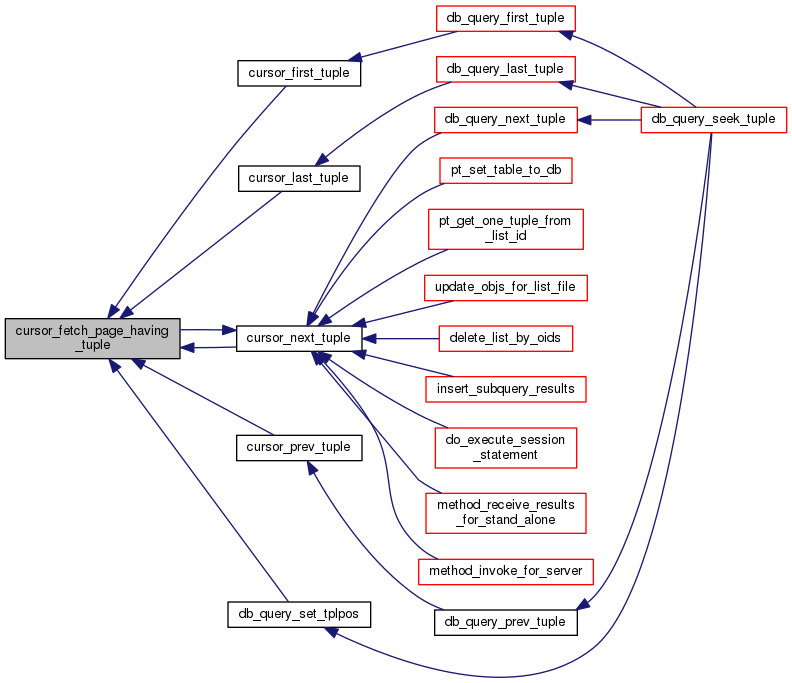 db_query_first_tuple
cursor_first_tuple
db_query_last_tuple
db_query_next_tuple
db_query_seek_tuple
pt_set_table_to_db
cursor_last_tuple
pt_get_one_tuple_from
_list_id
update_objs_for_list_file
cursor_fetch_page_having
_tuple
cursor_next_tuple
delete_list_by_oids
insert_subquery_results
do_execute_session
_statement
cursor_prev_tuple
method_receive_results
_for_stand_alone
method_invoke_for_server
db_query_set_tplpos
db_query_prev_tuple